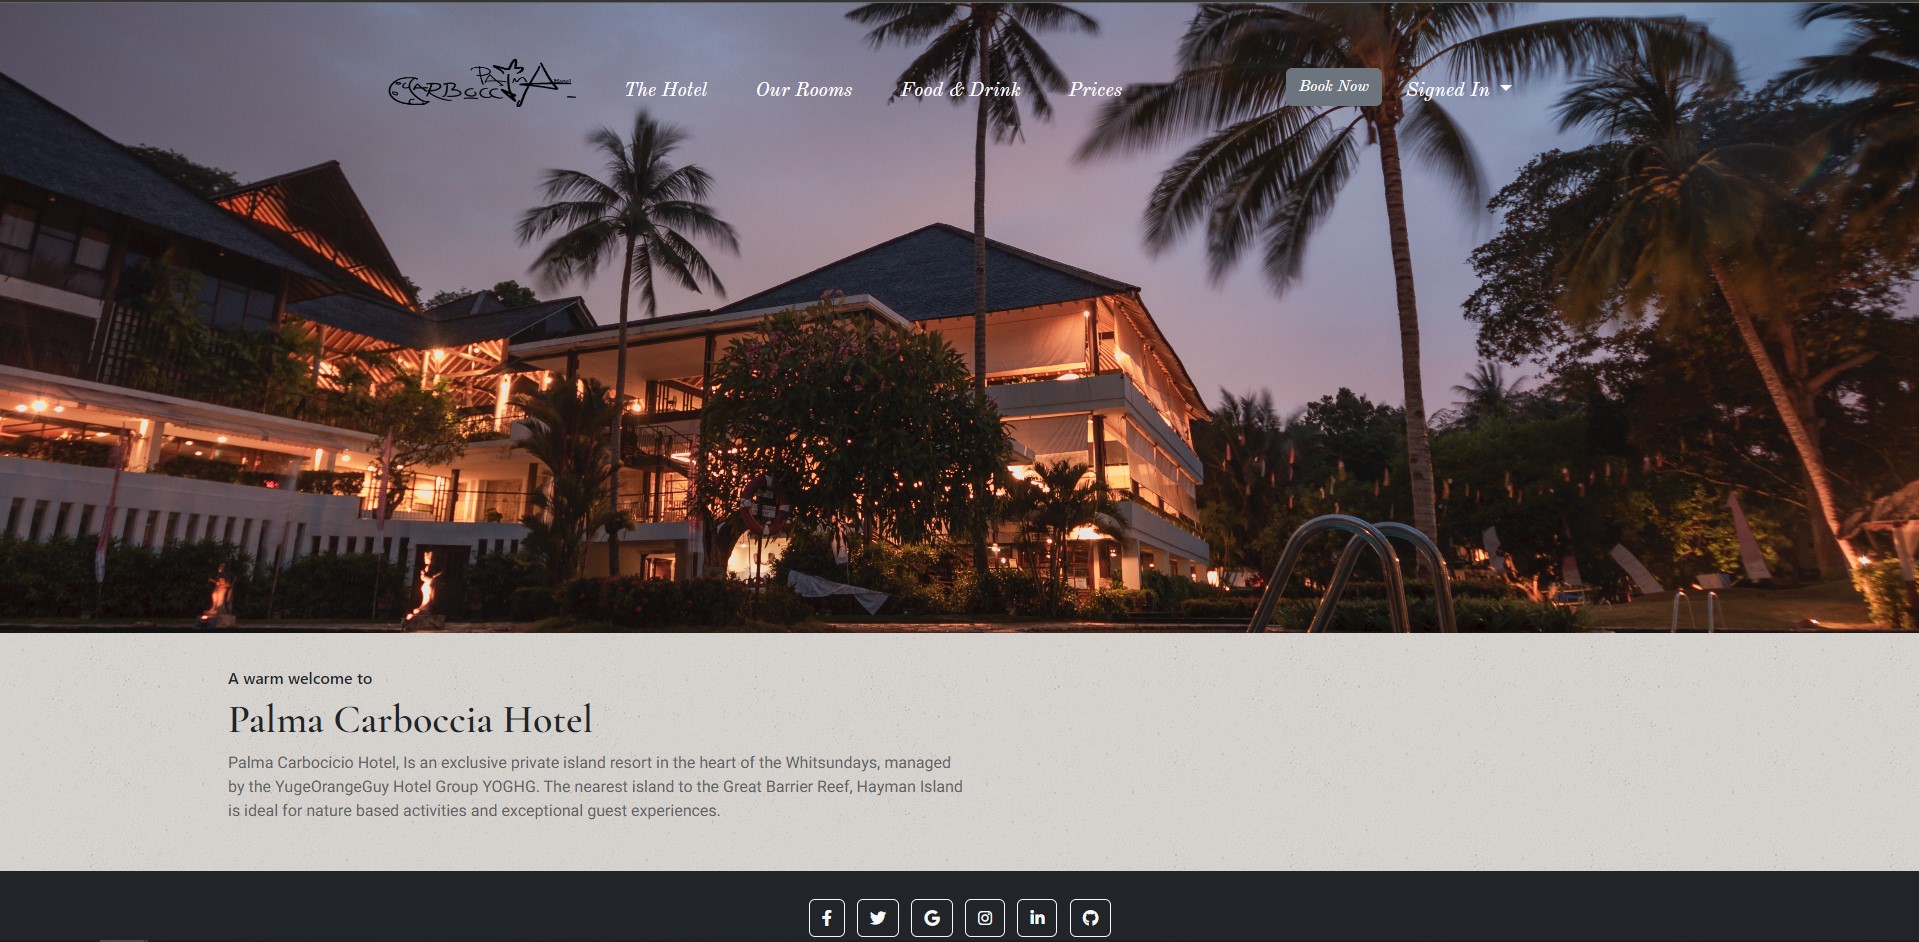 CARBOCC PALMA Hotel
The Hotel
Our Rooms
Food & Drink
Prices
Book Now
Signed In
A warm welcome to
Palma Carboccia Hotel
Palma Carbocicio Hotel, Is an exclusive private island resort in the heart of the Whitsundays, managed
by the YugeOrangeGuy Hotel Group YOGHG. The nearest island to the Great Barrier Reef, Hayman Island
is ideal for nature based activities and exceptional guest experiences.